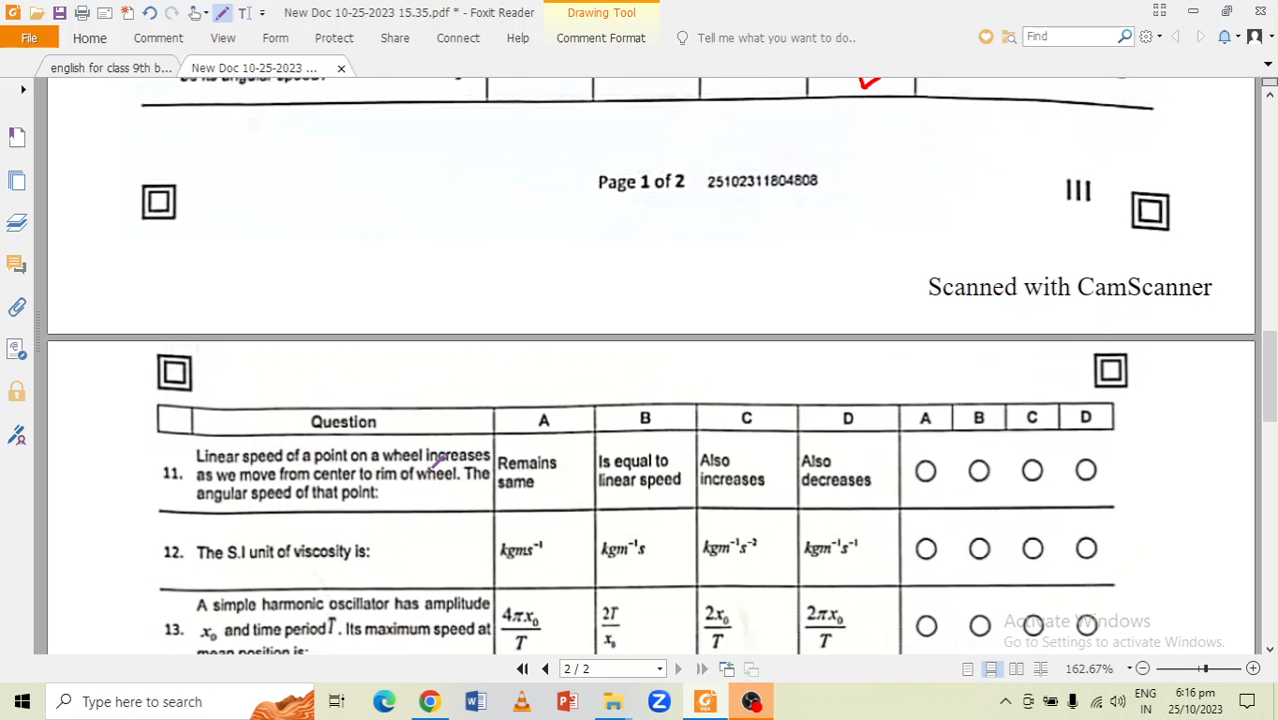 New Doc 10-25-2023 15.35.pdf * - Foxit Reader
Drawing Tool
File Home Comment View Form Protect Share Connect Help Comment Format Tell me what you want to do.. Find
english for class 9th b... New Doc 10-25-2023 ...
Page 1 of 2 25102311804808
Scanned with CamScanner
Question A B C D A B C D
11. Linear speed of a point on a wheel increases as we move from center to rim of wheel. The angular speed of that point:
Remains same
Is equal to linear speed
Also increases
Also decreases
12. The S.I unit of viscosity is:
kgms⁻¹
kgm⁻¹s
kgm⁻¹s⁻²
kgm⁻¹s⁻¹
13. A simple harmonic oscillator has amplitude x₀ and time period T. Its maximum speed at mean position is:
4πx₀/T
2T/x₀
2x₀/T
2πx₀/T
Activate Windows
Go to Settings to activate Windows.
2 / 2
162.67%
Type here to search
ENG
IN
6:16 pm
25/10/2023